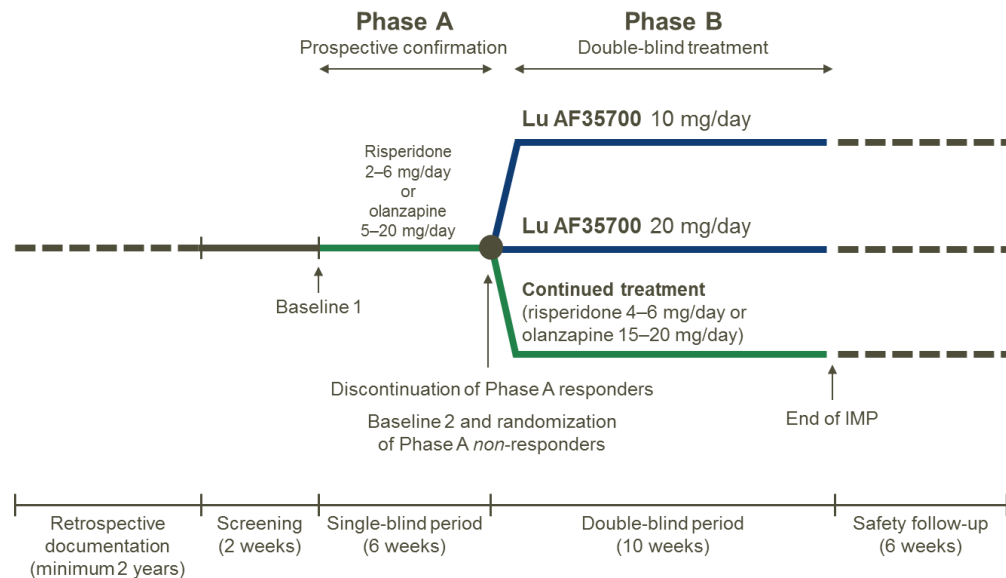 Phase A
Prospective confirmation
Phase B
Double-blind treatment
Lu AF35700 10 mg/day
Risperidone
2–6 mg/day
or
olanzapine
5–20 mg/day
Lu AF35700 20 mg/day
Baseline 1
Continued treatment
(risperidone 4–6 mg/day or
olanzapine 15–20 mg/day)
Discontinuation of Phase A responders
Baseline 2 and randomization
of Phase A non-responders
End of IMP
Retrospective
documentation
(minimum 2 years)
Screening
(2 weeks)
Single-blind period
(6 weeks)
Double-blind period
(10 weeks)
Safety follow-up
(6 weeks)